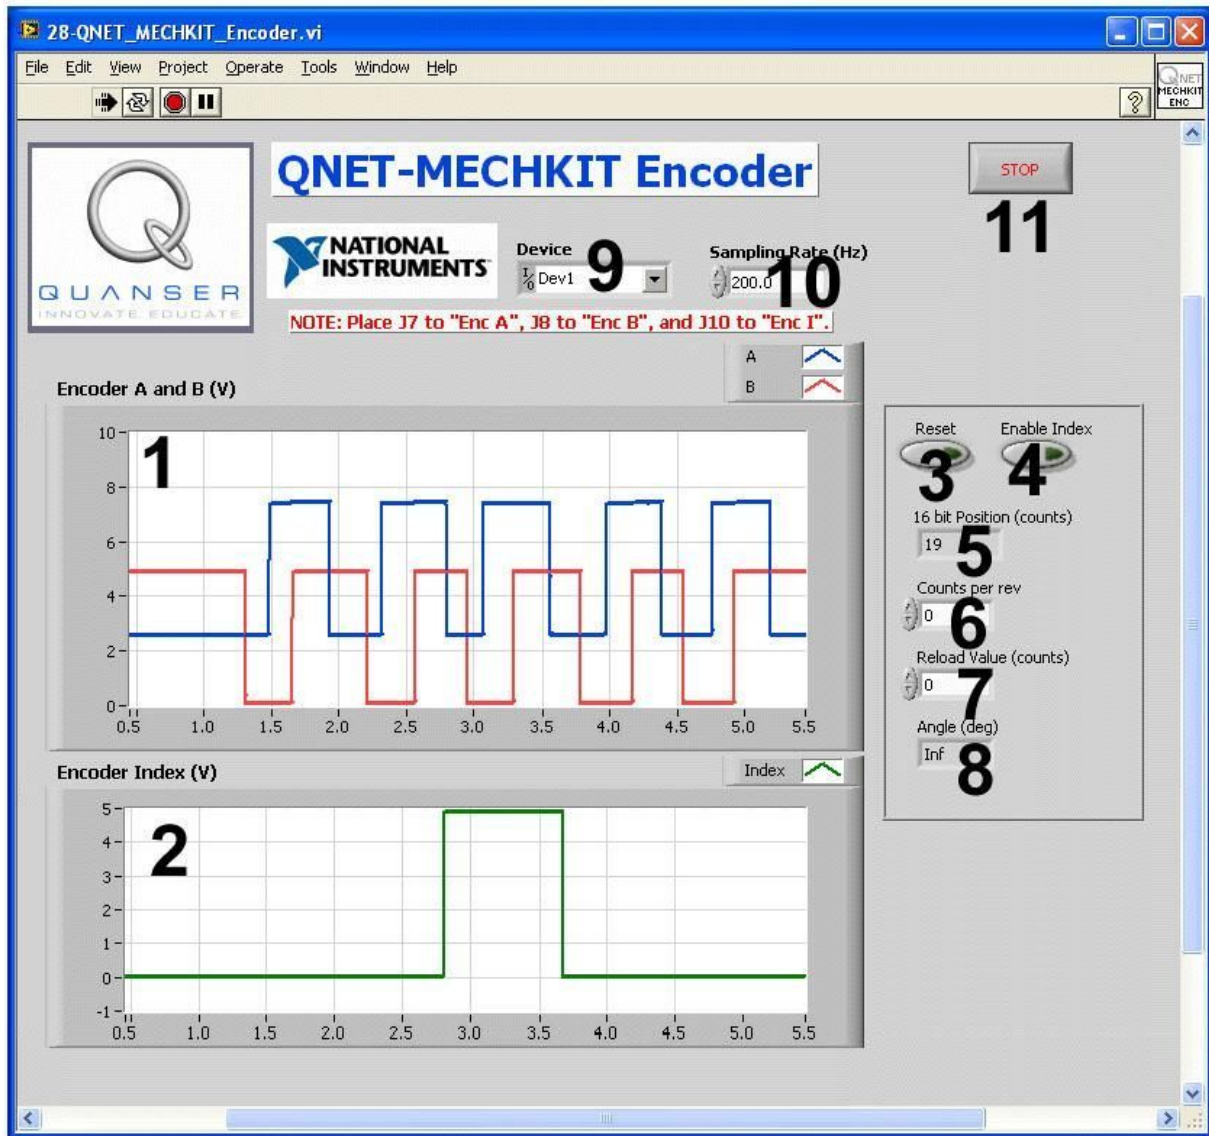 28-QNET_MECHKIT_Encoder.vi
File Edit View Project Operate Tools Window Help
QNET
MECHKIT
ENC
QNET-MECHKIT Encoder
STOP
11
QUANSER
INNOVATE. EDUCATE.
NATIONAL
INSTRUMENTS
Device
Dev1
9
Sampling Rate (Hz)
200.0
10
NOTE: Place J7 to "Enc A", J8 to "Enc B", and J10 to "Enc I".
A
B
Encoder A and B (V)
1
10
8
6
4
2
0
0.5 1.0 1.5 2.0 2.5 3.0 3.5 4.0 4.5 5.0 5.5
Reset Enable Index
3 4
16 bit Position (counts)
19
5
Counts per rev
0
6
Reload Value (counts)
0
7
Angle (deg)
Inf
8
Encoder Index (V)
Index
2
5
4
3
2
1
0
-1
0.5 1.0 1.5 2.0 2.5 3.0 3.5 4.0 4.5 5.0 5.5